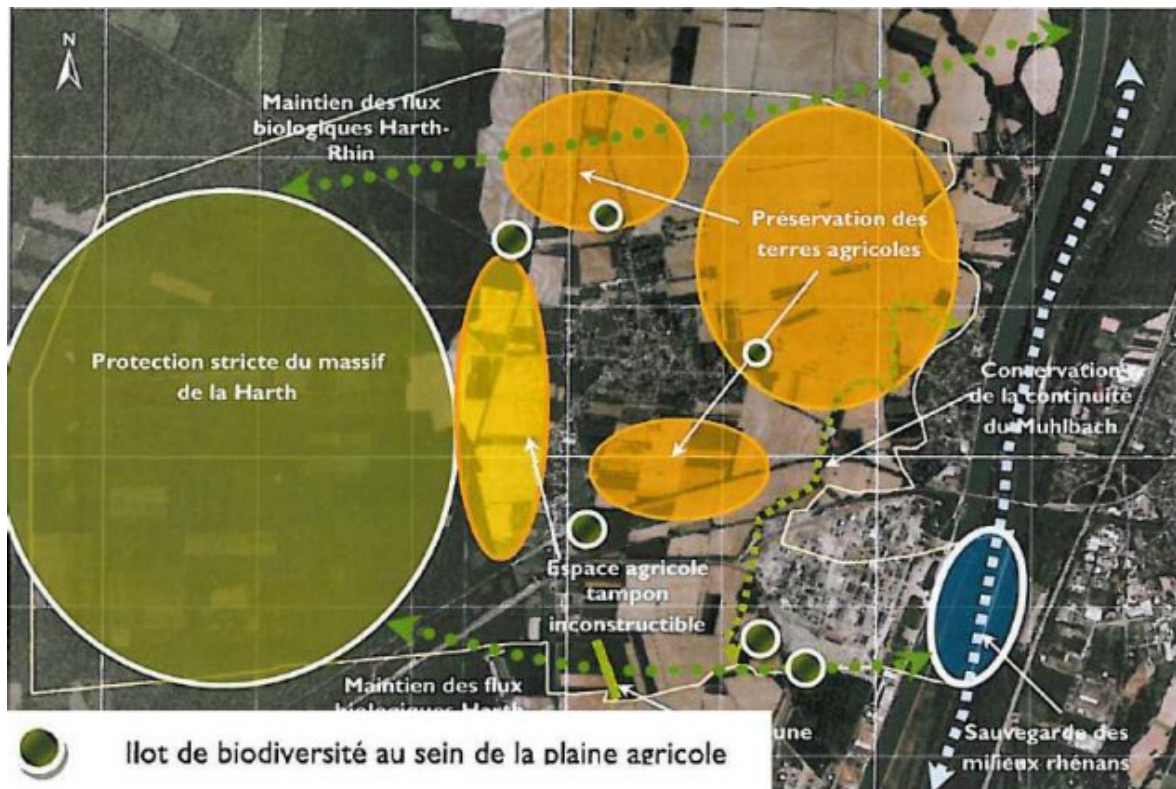 N
Maintien des flux
biologiques Harth-
Rhin
Préservation des
terres agricoles
Protection stricte du massif
de la Harth
Conservation
de la continuité
du Muhlbach
Espace agricole
tampon
inconstructible
Maintien des flux
biologiques Harth
une
Sauvegarde des
milieux rhénans
Ilot de biodiversité au sein de la plaine agricole